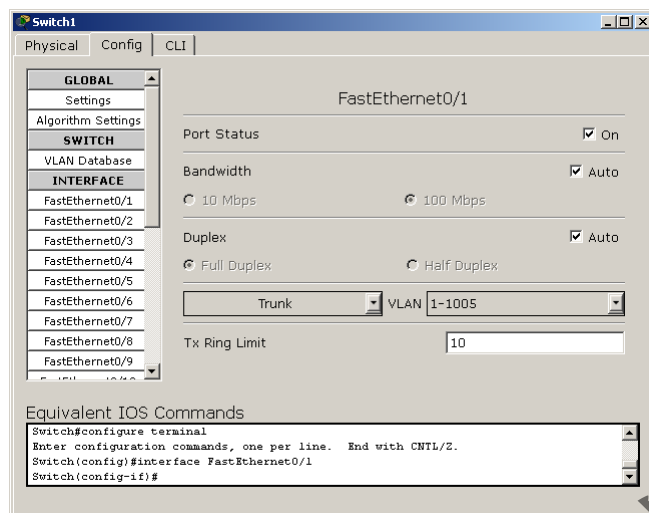 Switch1
Physical Config CLI
GLOBAL
Settings
Algorithm Settings
SWITCH
VLAN Database
INTERFACE
FastEthernet0/1
FastEthernet0/2
FastEthernet0/3
FastEthernet0/4
FastEthernet0/5
FastEthernet0/6
FastEthernet0/7
FastEthernet0/8
FastEthernet0/9
FastEthernet0/1
Port Status On
Bandwidth Auto
10 Mbps 100 Mbps
Duplex Auto
Full Duplex Half Duplex
Trunk VLAN 1-1005
Tx Ring Limit 10
Equivalent IOS Commands
Switch#configure terminal
Enter configuration commands, one per line. End with CNTL/Z.
Switch(config)#interface FastEthernet0/1
Switch(config-if)#